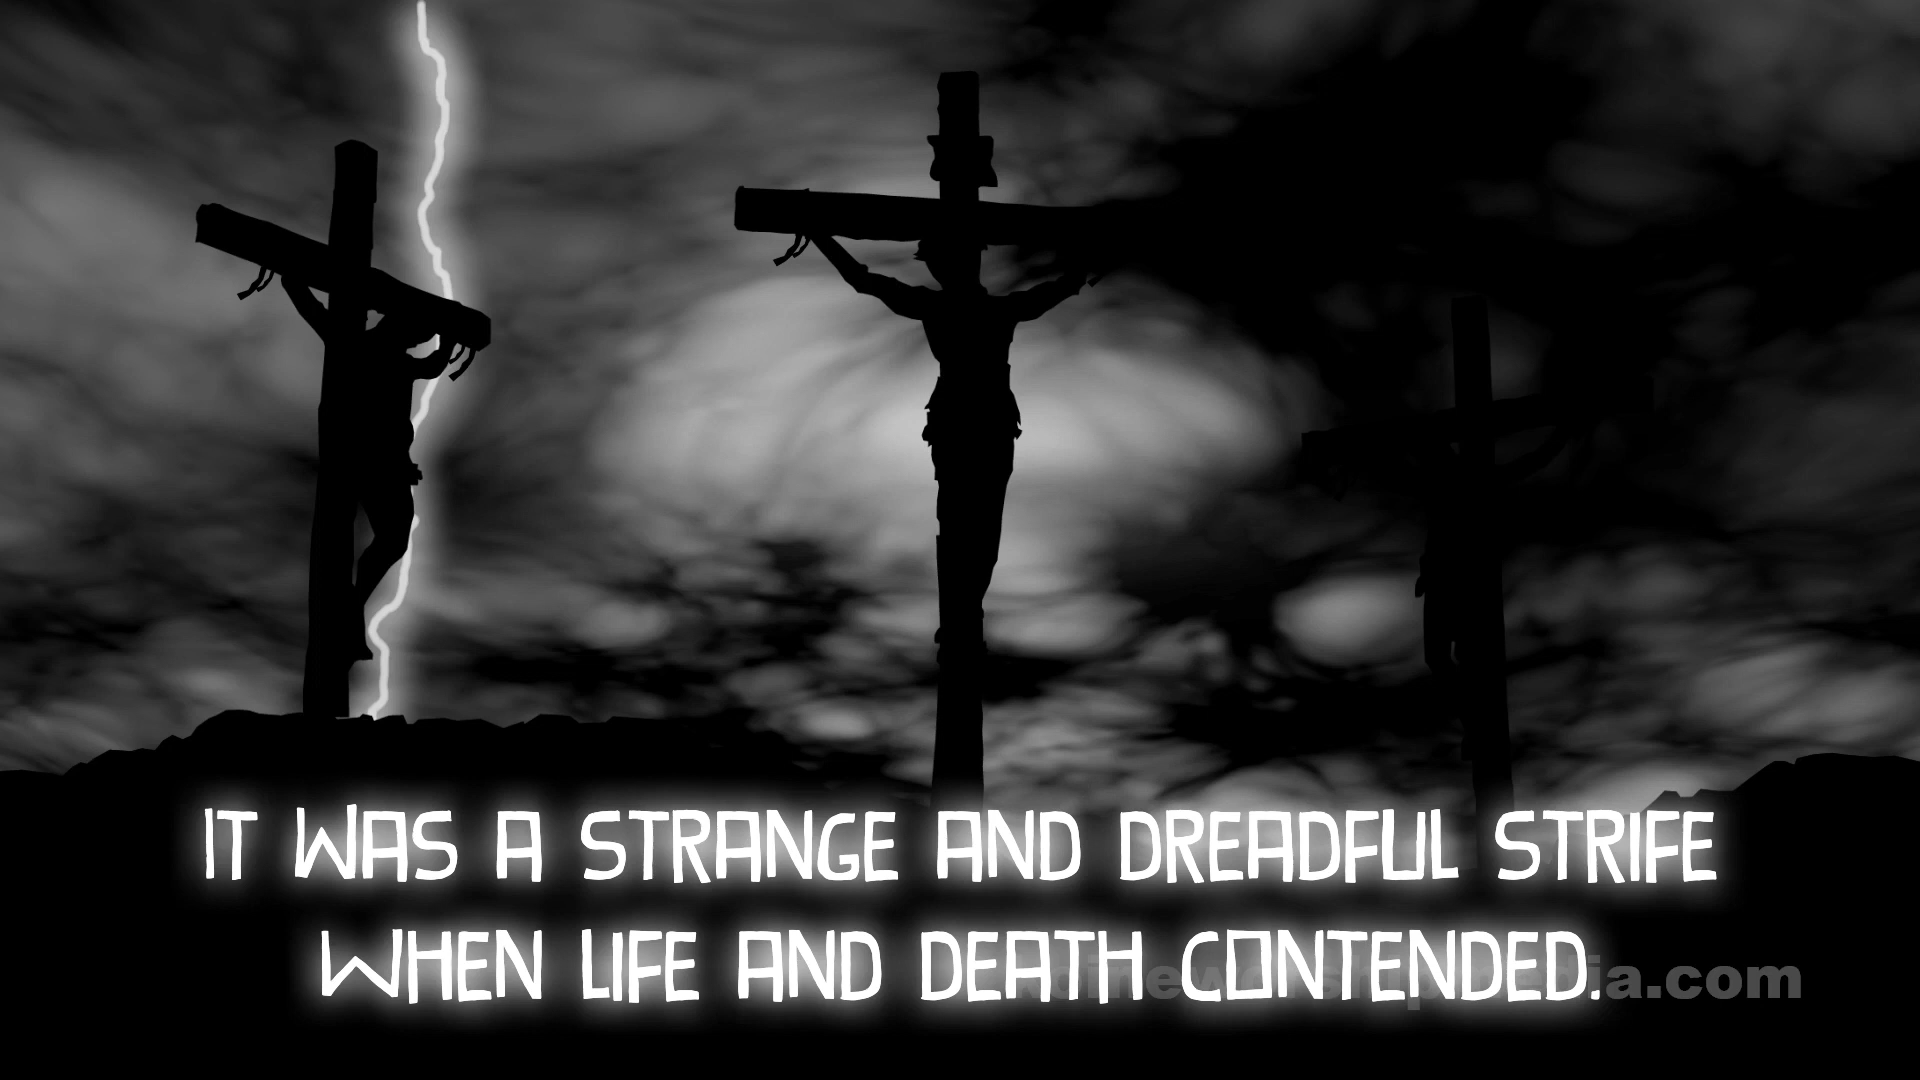 IT WAS A STRANGE AND DREADFUL STRIFE
WHEN LIFE AND DEATH CONTENDED.